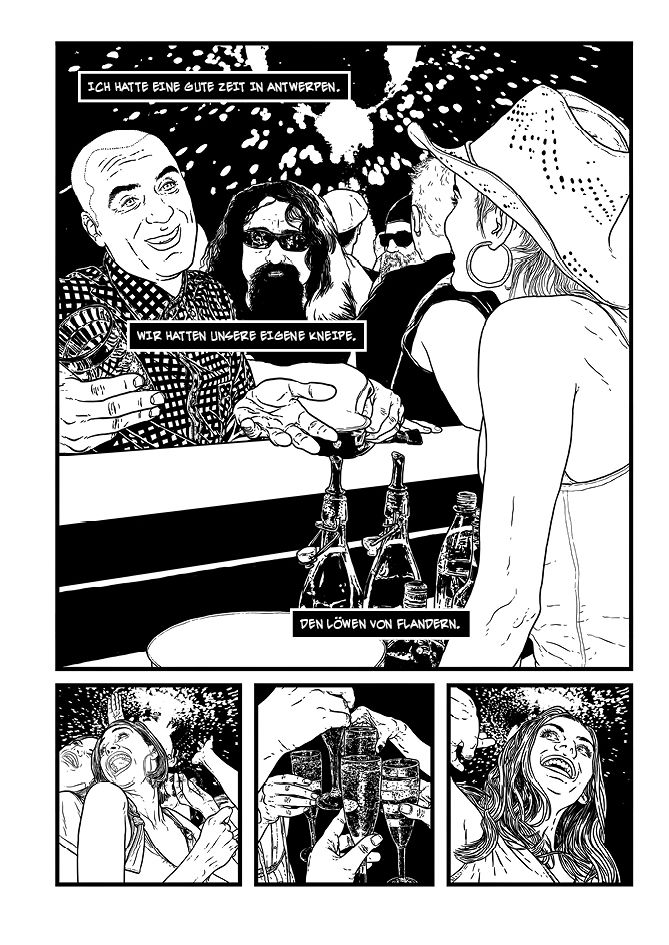 ICH HATTE EINE GUTE ZEIT IN ANTWERPEN.
WIR HATTEN UNSERE EIGENE KNEIPE.
DEN LÖWEN VON FLANDERN.